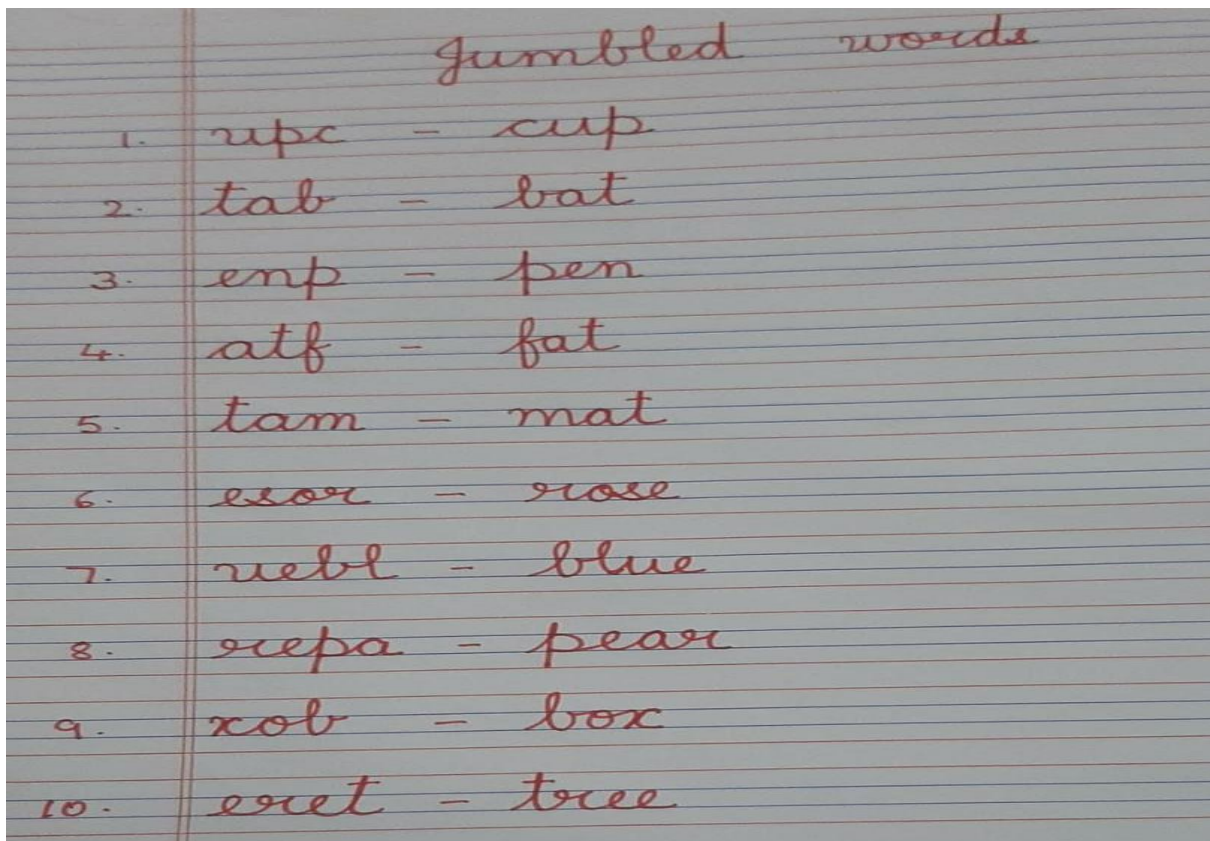 Jumbled words
1. upc - cup
2. tab - bat
3. enp - pen
4. atf - fat
5. tam - mat
6. esor - rose
7. uebl - blue
8. repa - pear
9. xob - box
10. eret - tree